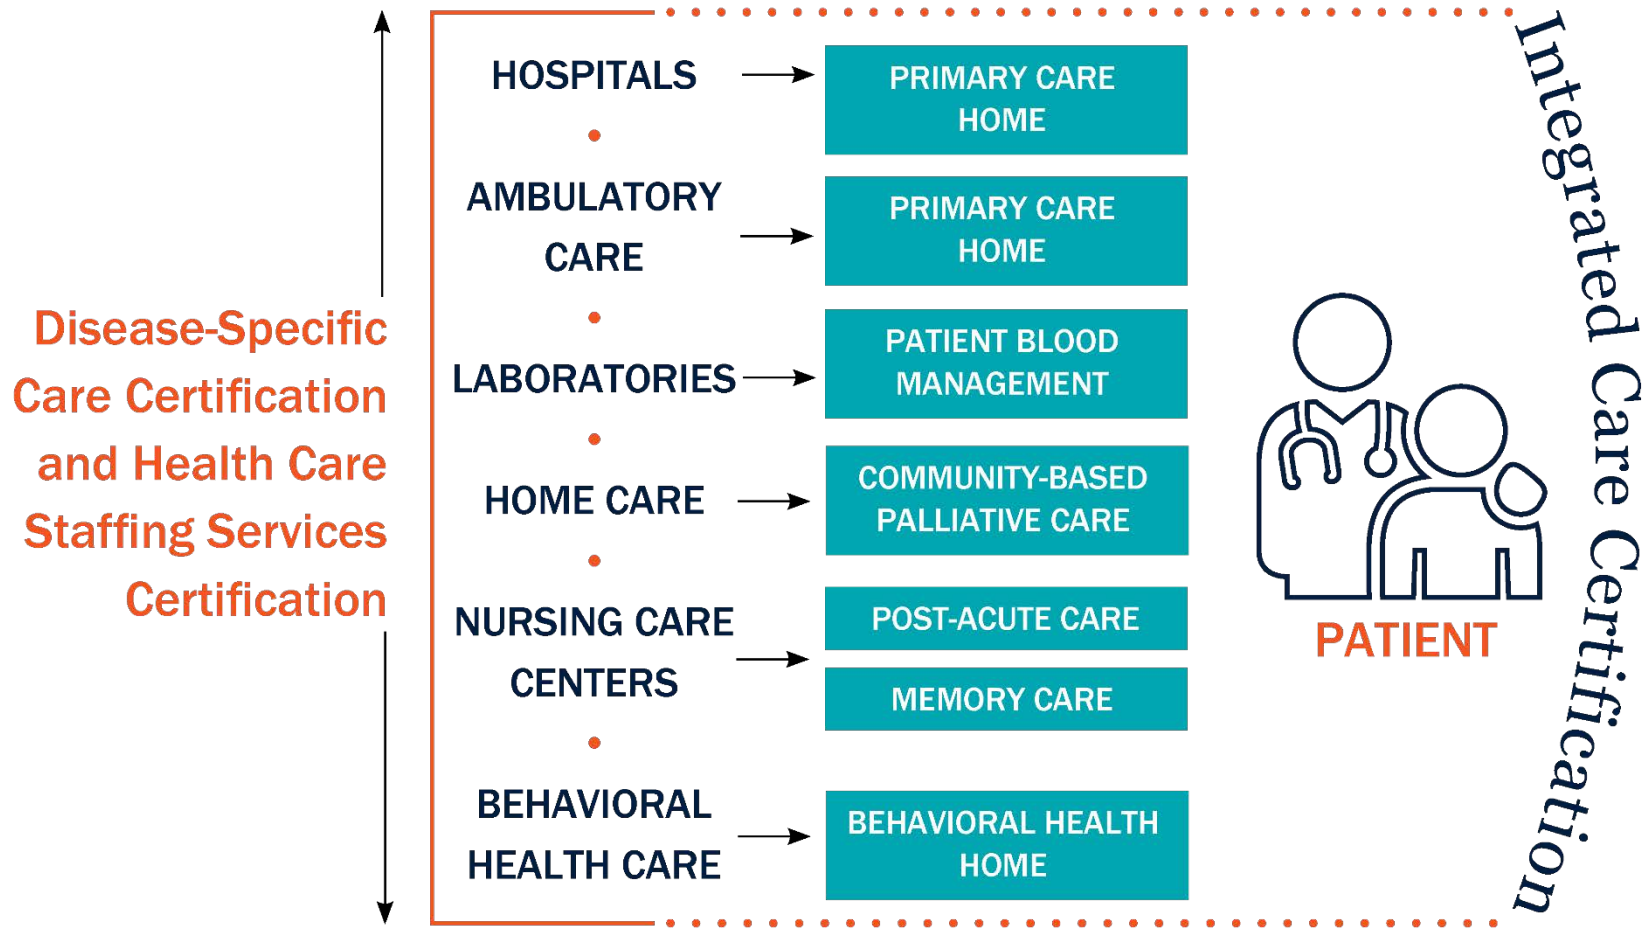 Disease-Specific
Care Certification
and Health Care
Staffing Services
Certification
HOSPITALS
PRIMARY CARE
HOME
AMBULATORY
CARE
PRIMARY CARE
HOME
LABORATORIES
PATIENT BLOOD
MANAGEMENT
HOME CARE
COMMUNITY-BASED
PALLIATIVE CARE
NURSING CARE
CENTERS
POST-ACUTE CARE
MEMORY CARE
BEHAVIORAL
HEALTH CARE
BEHAVIORAL HEALTH
HOME
PATIENT
Integrated Care Certification